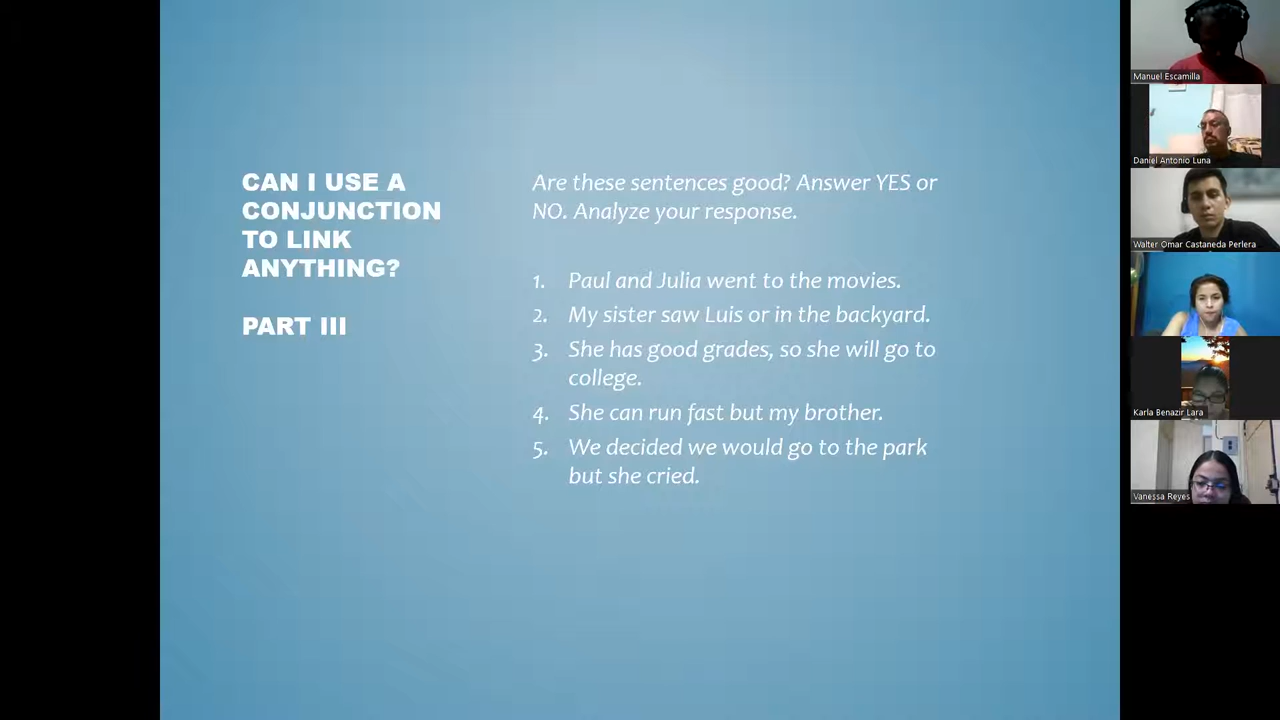 CAN I USE A
CONJUNCTION
TO LINK
ANYTHING?
PART III
Are these sentences good? Answer YES or
NO. Analyze your response.
1. Paul and Julia went to the movies.
2. My sister saw Luis or in the backyard.
3. She has good grades, so she will go to
college.
4. She can run fast but my brother.
5. We decided we would go to the park
but she cried.
Manuel Escamilla
Daniel Antonio Luna
Walter Omar Castaneda Perlera
Karla Benazir Lara
Vanessa Reyes